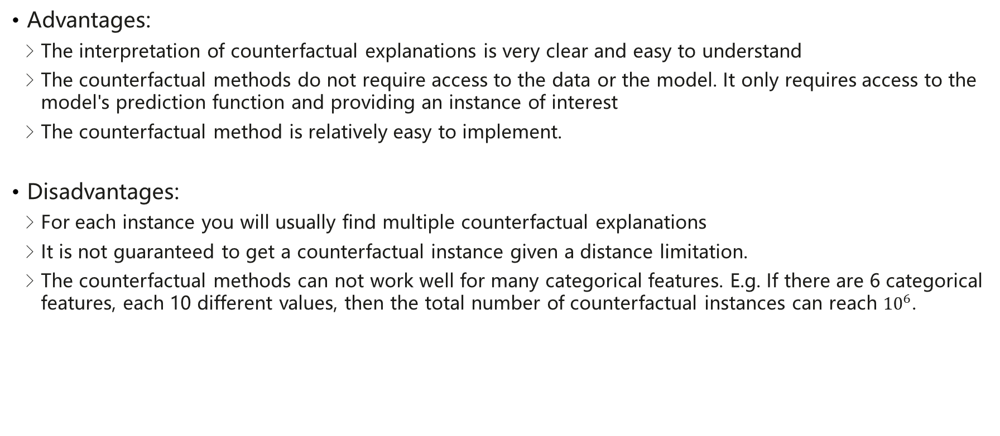 • Advantages:
> The interpretation of counterfactual explanations is very clear and easy to understand
> The counterfactual methods do not require access to the data or the model. It only requires access to the
model's prediction function and providing an instance of interest
> The counterfactual method is relatively easy to implement.
• Disadvantages:
> For each instance you will usually find multiple counterfactual explanations
> It is not guaranteed to get a counterfactual instance given a distance limitation.
> The counterfactual methods can not work well for many categorical features. E.g. If there are 6 categorical
features, each 10 different values, then the total number of counterfactual instances can reach 10⁶.